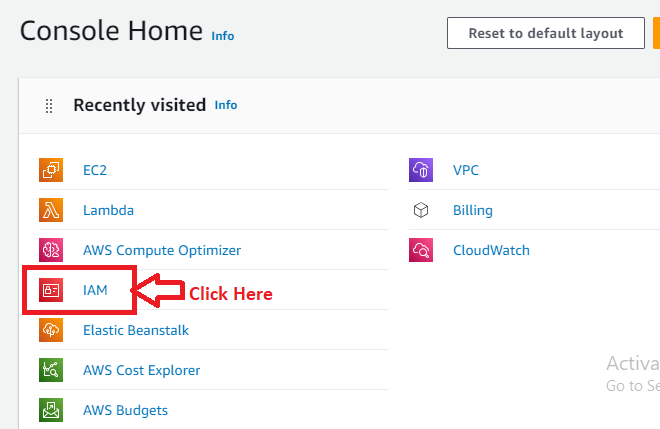 Console Home Info
Reset to default layout
Recently visited Info
EC2
Lambda
AWS Compute Optimizer
IAM
Click Here
Elastic Beanstalk
AWS Cost Explorer
AWS Budgets
VPC
Billing
CloudWatch
Activa
Go to Se